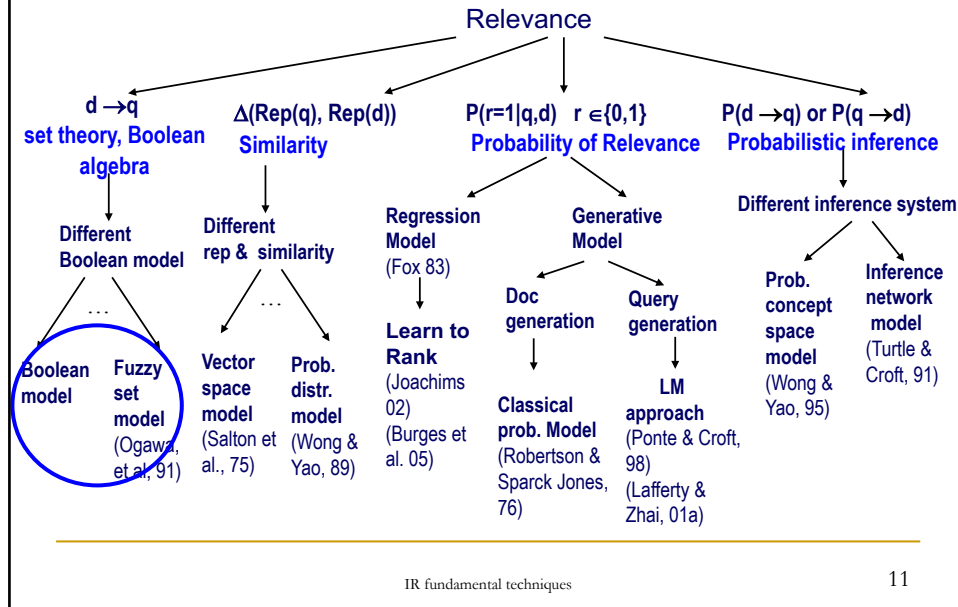 Relevance
d →q
set theory, Boolean
algebra
Δ(Rep(q), Rep(d))
Similarity
P(r=1|q,d) r ∈{0,1}
Probability of Relevance
P(d →q) or P(q →d)
Probabilistic inference
Different
Boolean model
…
Boolean
model
Fuzzy
set
model
(Ogawa,
et al, 91)
Different
rep & similarity
…
Vector
space
model
(Salton et
al., 75)
Prob.
distr.
model
(Wong &
Yao, 89)
Regression
Model
(Fox 83)
Learn to
Rank
(Joachims
02)
(Burges et
al. 05)
Generative
Model
Doc
generation
Classical
prob. Model
(Robertson &
Sparck Jones,
76)
Query
generation
LM
approach
(Ponte & Croft,
98)
(Lafferty &
Zhai, 01a)
Different inference system
Prob.
concept
space
model
(Wong &
Yao, 95)
Inference
network
model
(Turtle &
Croft, 91)
IR fundamental techniques
11